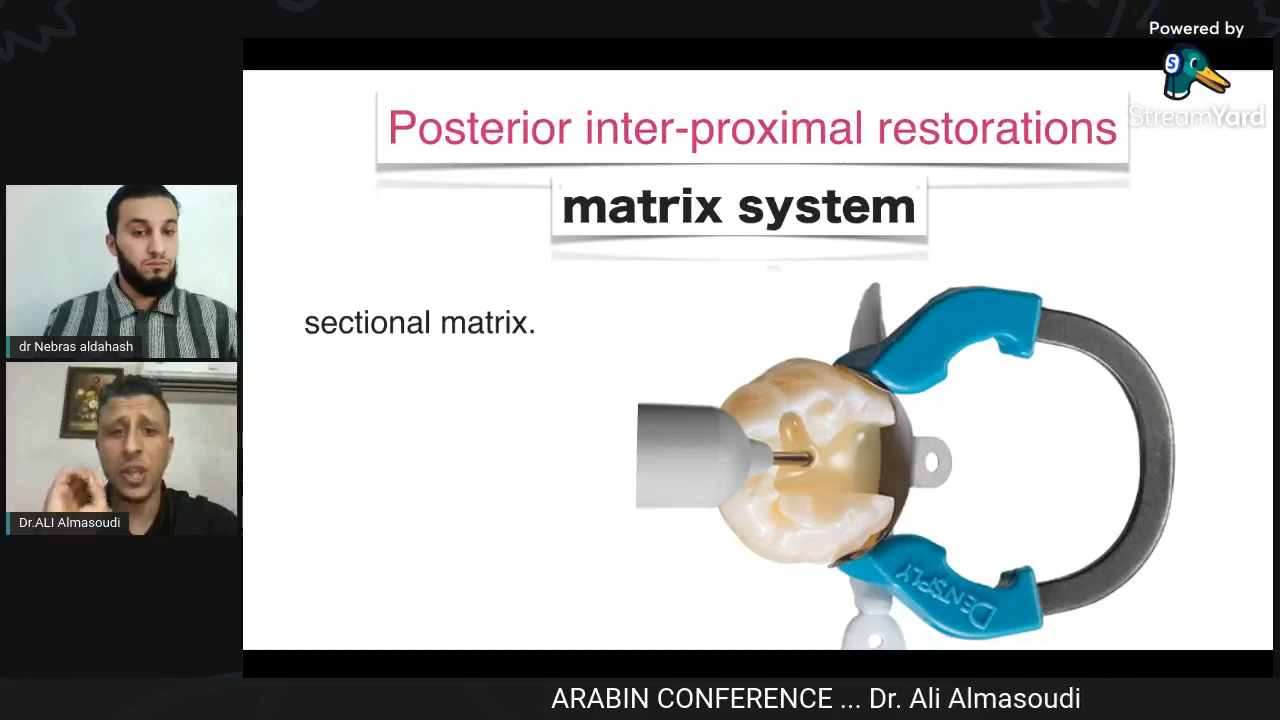 Powered by
StreamYard
Posterior inter-proximal restorations
matrix system
sectional matrix.
DENTSPLY
dr Nebras aldahash
Dr.ALI Almasoudi
ARABIN CONFERENCE ... Dr. Ali Almasoudi